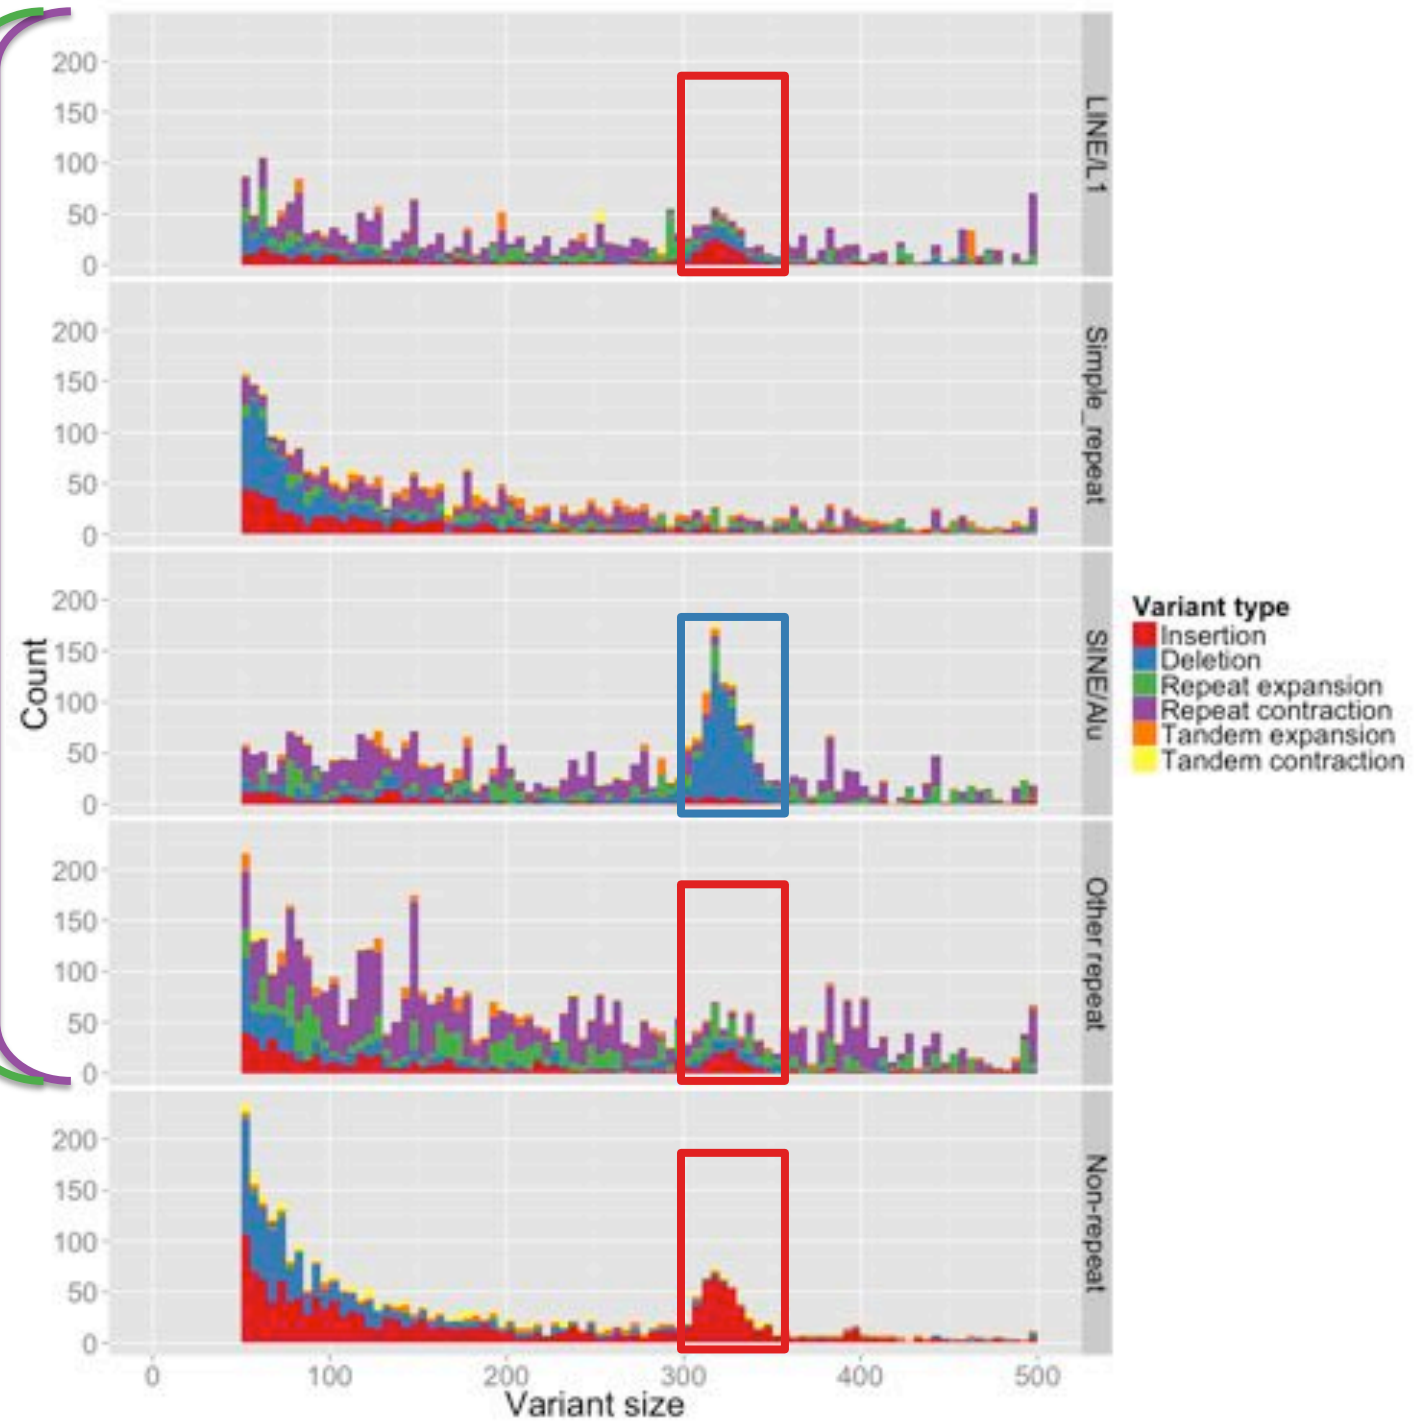 200
150
100
50
0
LINE/L1
200
150
100
50
0
Simple_repeat
200
150
100
50
0
SINE/Alu
Count
200
150
100
50
0
Other repeat
200
150
100
50
0
Non-repeat
0 100 200 300 400 500
Variant size
Variant type
Insertion
Deletion
Repeat expansion
Repeat contraction
Tandem expansion
Tandem contraction